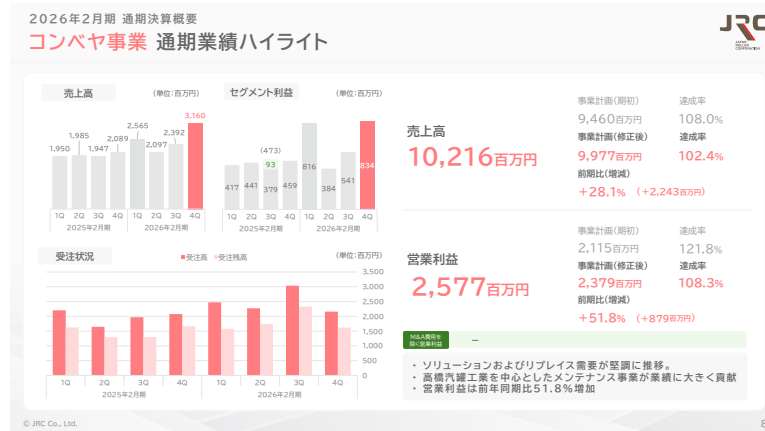 2026年2月期 通期決算概要
コンベヤ事業 通期業績ハイライト
JRC
JAPAN
ROLLER
CORPORATION
売上高
(単位:百万円)
1,950
1,985
1,947
2,089
2,565
2,097
2,392
3,160
1Q 2Q 3Q 4Q 1Q 2Q 3Q 4Q
2025年2月期 2026年2月期
セグメント利益
(単位:百万円)
417
441
(473)
93
379
459
816
384
541
834
1Q 2Q 3Q 4Q 1Q 2Q 3Q 4Q
2025年2月期 2026年2月期
受注状況
■受注高 ■受注残高
(単位:百万円)
3,500
3,000
2,500
2,000
1,500
1,000
500
0
1Q 2Q 3Q 4Q 1Q 2Q 3Q 4Q
2025年2月期 2026年2月期
売上高
10,216百万円
事業計画(期初) 達成率
9,460百万円 108.0%
事業計画(修正後) 達成率
9,977百万円 102.4%
前期比(増減)
+28.1% (+2,243百万円)
営業利益
2,577百万円
事業計画(期初) 達成率
2,115百万円 121.8%
事業計画(修正後) 達成率
2,379百万円 108.3%
前期比(増減)
+51.8% (+879百万円)
M&A費用を
除く営業利益
－
・ ソリューションおよびリプレイス需要が堅調に推移。
・ 高橋汽罐工業を中心としたメンテナンス事業が業績に大きく貢献
・ 営業利益は前年同期比51.8%増加
© JRC Co., Ltd.
8